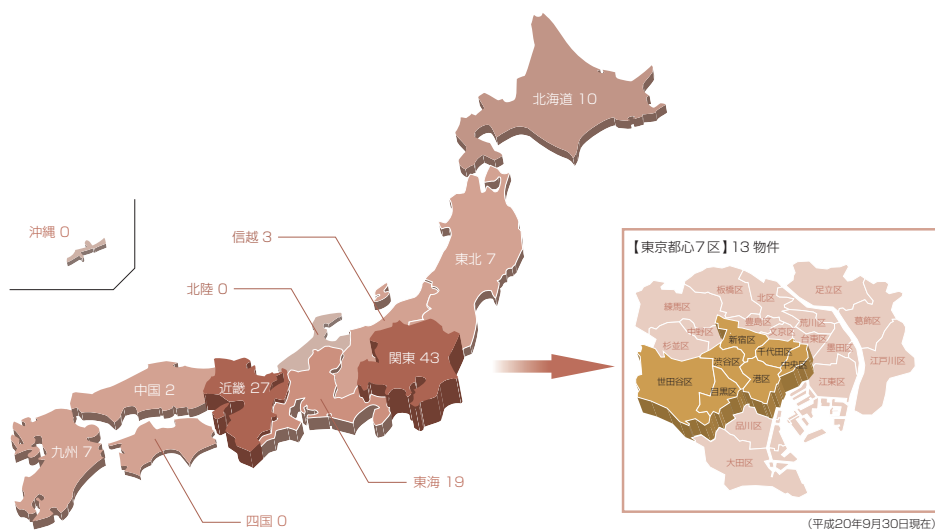 北海道 10
沖縄 0
信越 3
東北 7
北陸 0
関東 43
近畿 27
中国 2
九州 7
東海 19
四国 0
【東京都心7区】13 物件
足立区
板橋区
北区
練馬区
葛飾区
豊島区
荒川区
中野区
文京区
台東区
新宿区
墨田区
杉並区
千代田区
渋谷区
中央区
江戸川区
世田谷区
港区
江東区
目黒区
品川区
大田区
(平成20年9月30日現在)